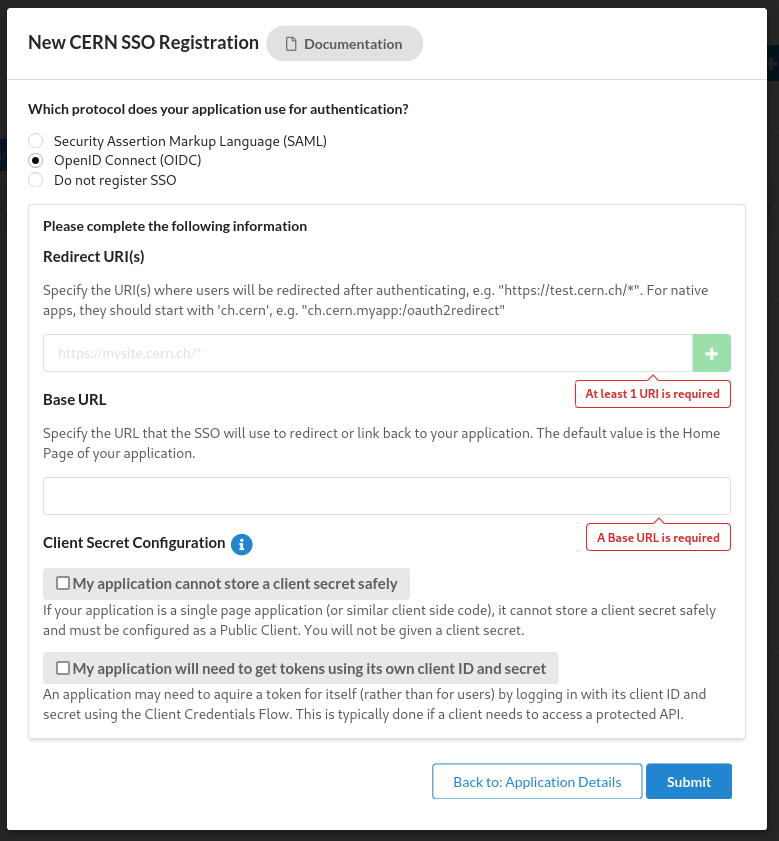 New CERN SSO Registration Documentation
Which protocol does your application use for authentication?
Security Assertion Markup Language (SAML)
OpenID Connect (OIDC)
Do not register SSO
Please complete the following information
Redirect URI(s)
Specify the URI(s) where users will be redirected after authenticating, e.g. "https://test.cern.ch/*". For native
apps, they should start with 'ch.cern', e.g. "ch.cern.myapp:/oauth2redirect"
https://mysite.cern.ch/*
At least 1 URI is required
Base URL
Specify the URL that the SSO will use to redirect or link back to your application. The default value is the Home
Page of your application.
A Base URL is required
Client Secret Configuration
My application cannot store a client secret safely
If your application is a single page application (or similar client side code), it cannot store a client secret safely
and must be configured as a Public Client. You will not be given a client secret.
My application will need to get tokens using its own client ID and secret
An application may need to aquire a token for itself (rather than for users) by logging in with its client ID and
secret using the Client Credentials Flow. This is typically done if a client needs to access a protected API.
Back to: Application Details Submit